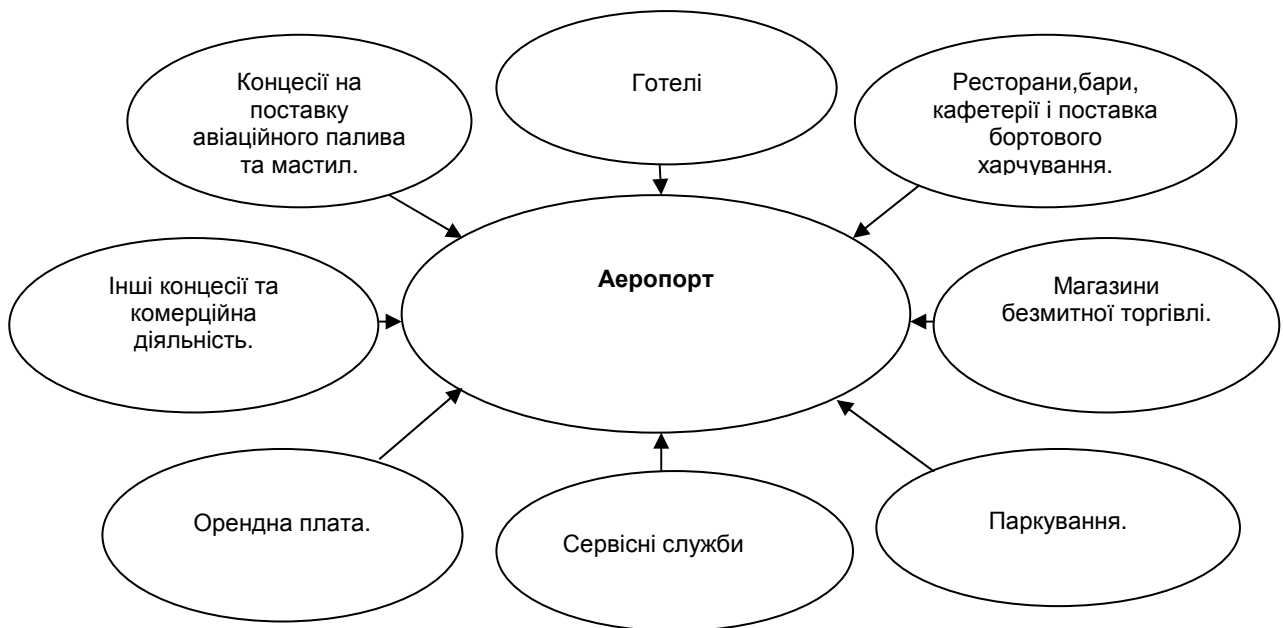 Концесії на
поставку
авіаційного палива
та мастил.
Готелі
Ресторани,бари,
кафетерії і поставка
бортового
харчування.
Аеропорт
Інші концесії та
комерційна
діяльність.
Магазини
безмитної торгівлі.
Орендна плата.
Сервісні служби
Паркування.